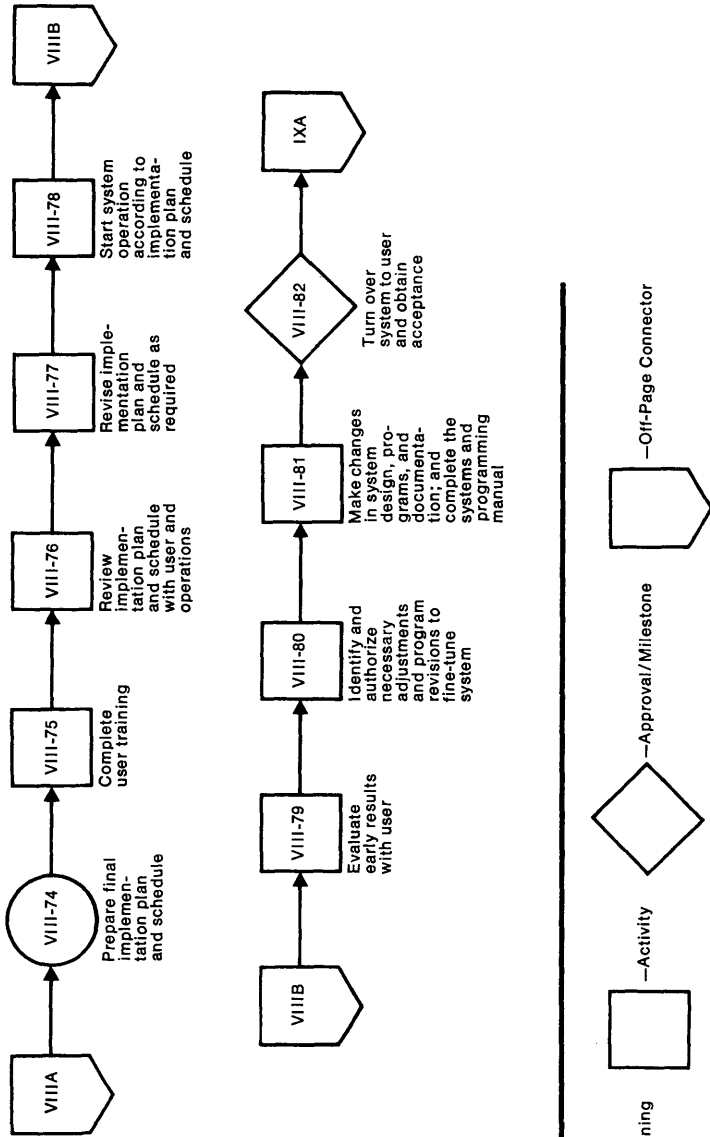 VIIIA
VIII-74
Prepare final
implemen-
tation plan
and schedule
VIII-75
Complete
user training
VIII-76
Review
implemen-
tation plan
and schedule
with user and
operations
VIII-77
Revise imple-
mentation
plan and
schedule as
required
VIII-78
Start system
operation
according to
implementa-
tion plan
and schedule
VIIIB
VIIIB
VIII-79
Evaluate
early results
with user
VIII-80
Identify and
authorize
necessary
adjustments
and program
revisions to
fine-tune
system
VIII-81
Make changes
in system
design, pro-
grams, and
documenta-
tion; and
complete the
systems and
programming
manual
VIII-82
Turn over
system to user
and obtain
acceptance
IXA
ning
—Activity
—Approval/Milestone
—Off-Page Connector